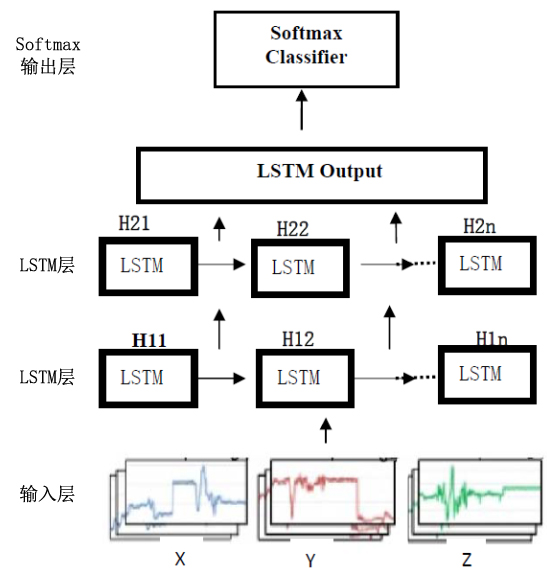 Softmax
输出层
Softmax
Classifier
LSTM Output
H21
H22
H2n
LSTM层
LSTM
LSTM
LSTM
H11
H12
H1n
LSTM层
LSTM
LSTM
LSTM
输入层
X
Y
Z